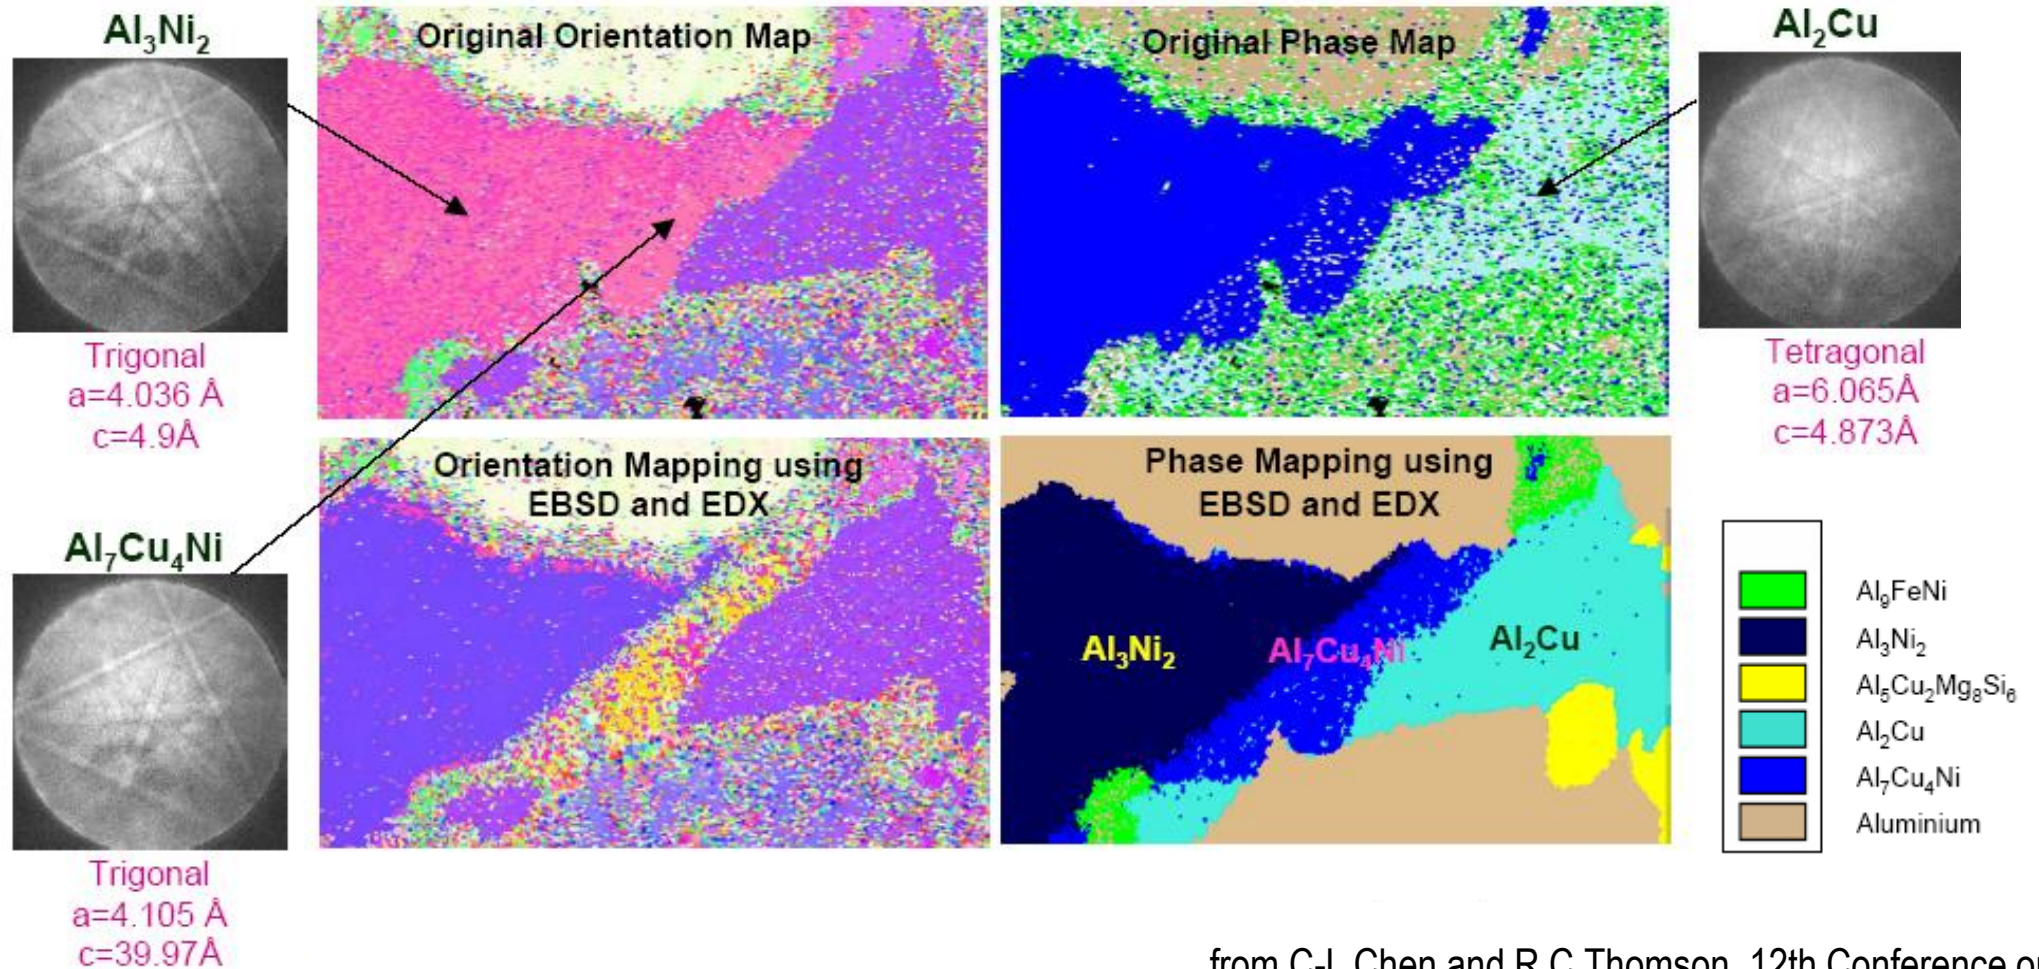 Al₃Ni₂
Trigonal
a=4.036 Å
c=4.9Å
Original Orientation Map
Original Phase Map
Al₂Cu
Tetragonal
a=6.065Å
c=4.873Å
Al₇Cu₄Ni
Trigonal
a=4.105 Å
c=39.97Å
Orientation Mapping using
EBSD and EDX
Phase Mapping using
EBSD and EDX
Al₃Ni₂
Al₇Cu₄Ni
Al₂Cu
Al₉FeNi
Al₃Ni₂
Al₅Cu₂Mg₈Si₆
Al₂Cu
Al₇Cu₄Ni
Aluminium
from C-L Chen and R C Thomson, 12th Conference